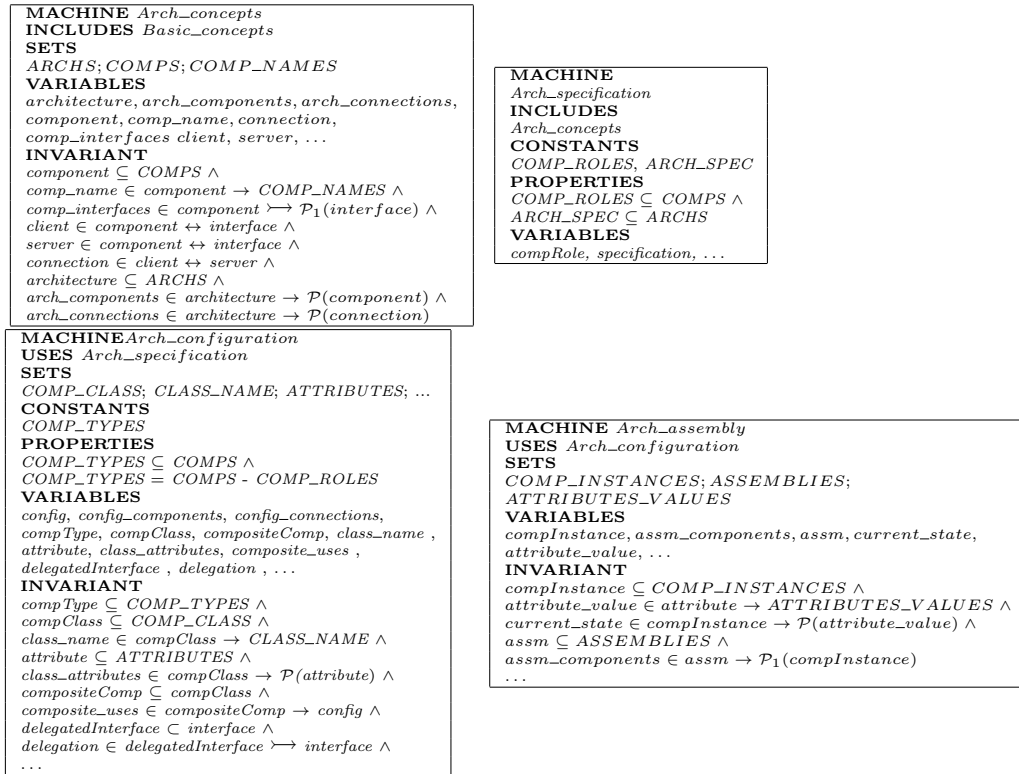 MACHINE Arch_concepts
INCLUDES Basic_concepts
SETS
ARCHS; COMPS; COMP_NAMES
VARIABLES
architecture, arch_components, arch_connections,
component, comp_name, connection,
comp_interfaces client, server, ...
INVARIANT
component ⊆ COMPS ∧
comp_name ∈ component → COMP_NAMES ∧
comp_interfaces ∈ component ⤖ P₁(interface) ∧
client ∈ component ↔ interface ∧
server ∈ component ↔ interface ∧
connection ∈ client ↔ server ∧
architecture ⊆ ARCHS ∧
arch_components ∈ architecture → P(component) ∧
arch_connections ∈ architecture → P(connection)
MACHINE
Arch_specification
INCLUDES
Arch_concepts
CONSTANTS
COMP_ROLES, ARCH_SPEC
PROPERTIES
COMP_ROLES ⊆ COMPS ∧
ARCH_SPEC ⊆ ARCHS
VARIABLES
compRole, specification, ...
MACHINE Arch_configuration
USES Arch_specification
SETS
COMP_CLASS; CLASS_NAME; ATTRIBUTES; ...
CONSTANTS
COMP_TYPES
PROPERTIES
COMP_TYPES ⊆ COMPS ∧
COMP_TYPES = COMPS - COMP_ROLES
VARIABLES
config, config_components, config_connections,
compType, compClass, compositeComp, class_name ,
attribute, class_attributes, composite_uses ,
delegatedInterface , delegation , ...
INVARIANT
compType ⊆ COMP_TYPES ∧
compClass ⊆ COMP_CLASS ∧
class_name ∈ compClass → CLASS_NAME ∧
attribute ⊆ ATTRIBUTES ∧
class_attributes ∈ compClass → P(attribute) ∧
compositeComp ⊆ compClass ∧
composite_uses ∈ compositeComp → config ∧
delegatedInterface ⊂ interface ∧
delegation ∈ delegatedInterface ⤖ interface ∧
...
MACHINE Arch_assembly
USES Arch_configuration
SETS
COMP_INSTANCES; ASSEMBLIES;
ATTRIBUTES_VALUES
VARIABLES
compInstance, assm_components, assm, current_state,
attribute_value, ...
INVARIANT
compInstance ⊆ COMP_INSTANCES ∧
attribute_value ∈ attribute → ATTRIBUTES_VALUES ∧
current_state ∈ compInstance → P(attribute_value) ∧
assm ⊆ ASSEMBLIES ∧
assm_components ∈ assm → P₁(compInstance)
...